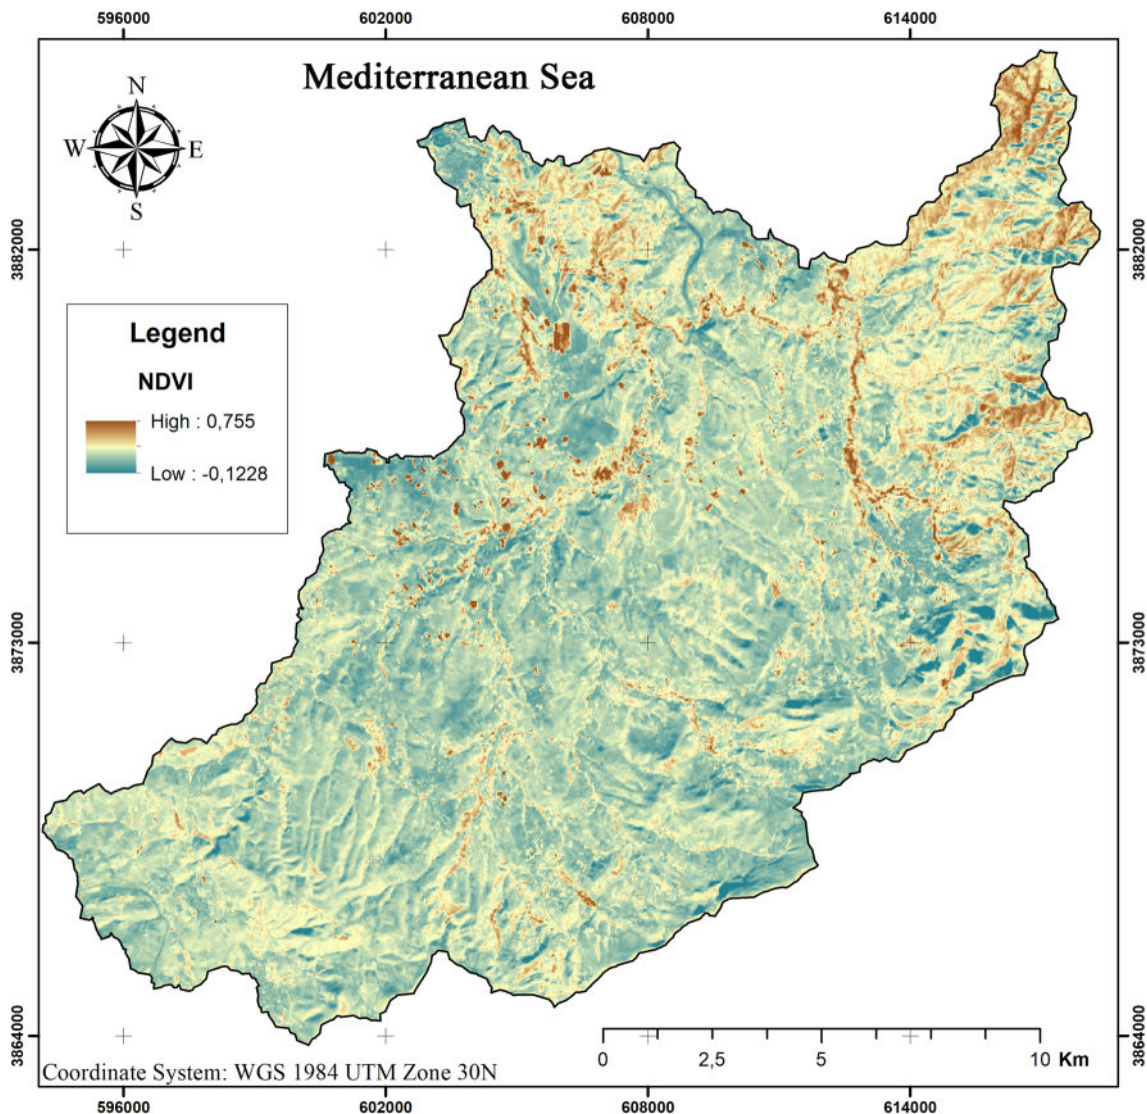 596000 602000 608000 614000
Mediterranean Sea
N
W E
S
3882000 3882000
Legend
NDVI
High : 0,755
Low : -0,1228
3873000 3873000
3864000 3864000
0 2,5 5 10 Km
Coordinate System: WGS 1984 UTM Zone 30N
596000 602000 608000 614000